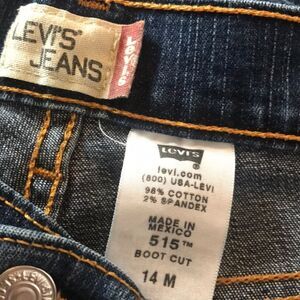 LEVI'S®
JEANS
LEVI'S
Levi's
levi.com
(800) USA-LEVI
98% COTTON
2% SPANDEX
MADE IN
MEXICO
515™
BOOT CUT
14 M